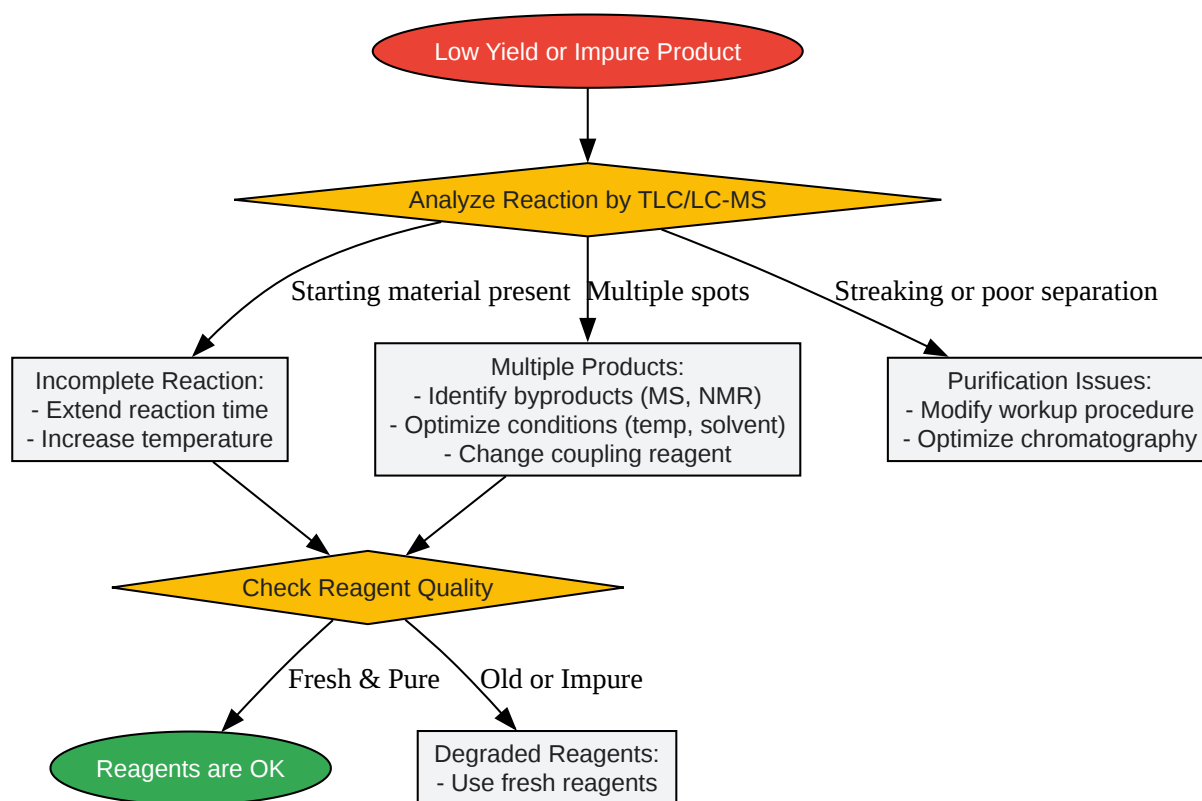 Low Yield or Impure Product
Analyze Reaction by TLC/LC-MS
Starting material present
Multiple spots
Streaking or poor separation
Incomplete Reaction:
- Extend reaction time
- Increase temperature
Multiple Products:
- Identify byproducts (MS, NMR)
- Optimize conditions (temp, solvent)
- Change coupling reagent
Purification Issues:
- Modify workup procedure
- Optimize chromatography
Check Reagent Quality
Fresh & Pure
Old or Impure
Reagents are OK
Degraded Reagents:
- Use fresh reagents